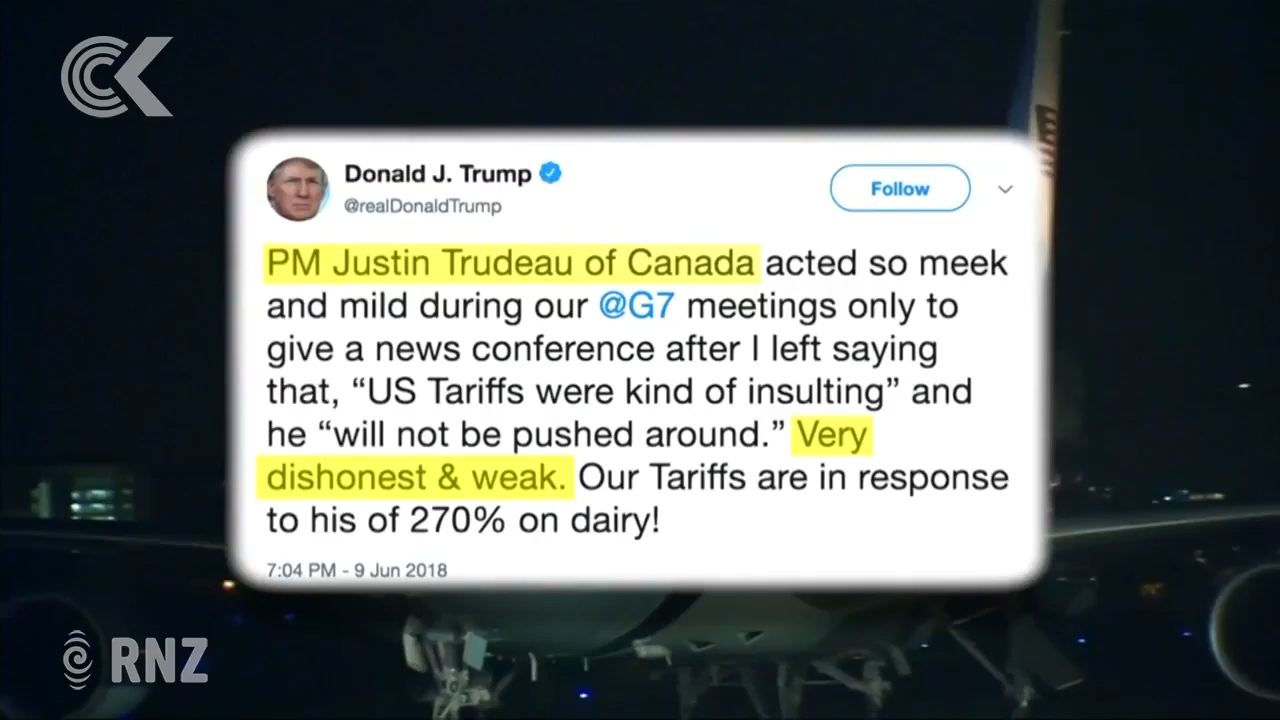 Donald J. Trump
@realDonaldTrump
Follow
PM Justin Trudeau of Canada acted so meek
and mild during our @G7 meetings only to
give a news conference after I left saying
that, “US Tariffs were kind of insulting” and
he “will not be pushed around.” Very
dishonest & weak. Our Tariffs are in response
to his of 270% on dairy!
7:04 PM - 9 Jun 2018
RNZ